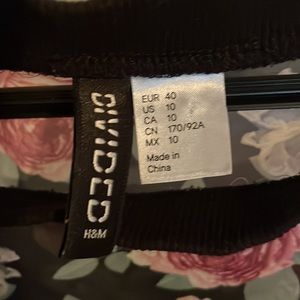 DIVIDED
H&M
EUR 40
US 10
CA 10
CN 170/92A
MX 10
Made in
China